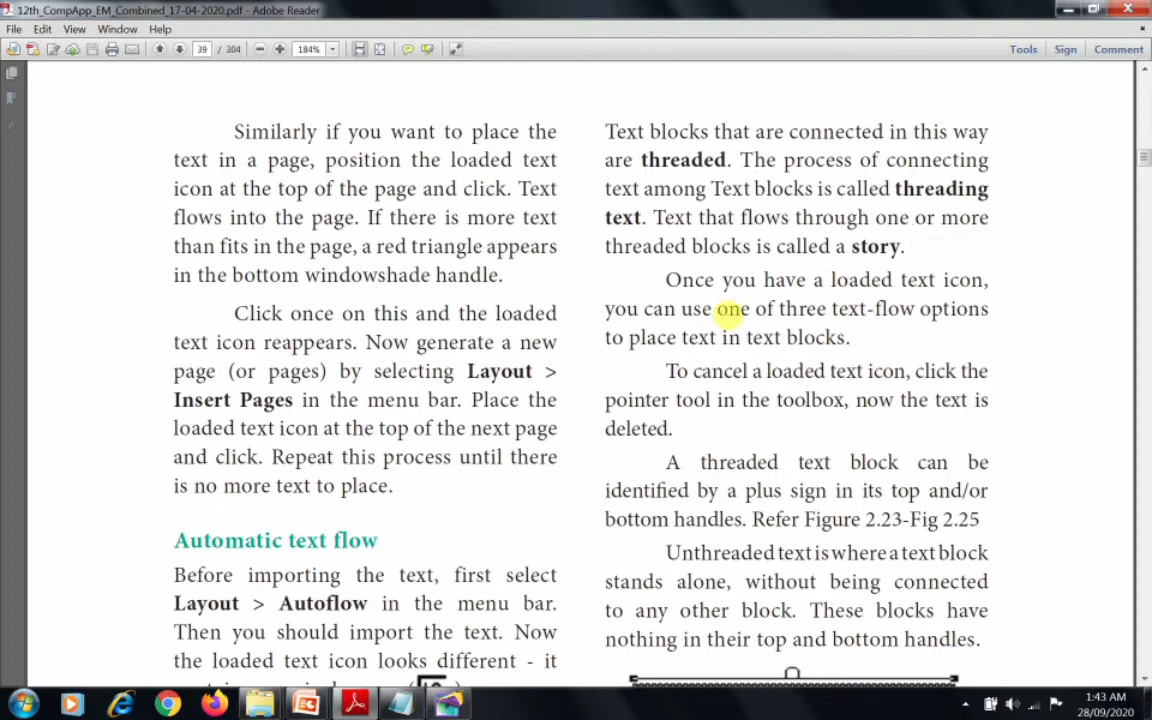 12th_CompApp_EM_Combined_17-04-2020.pdf - Adobe Reader
File Edit View Window Help
39 / 304 184% Tools Sign Comment
Similarly if you want to place the
text in a page, position the loaded text
icon at the top of the page and click. Text
flows into the page. If there is more text
than fits in the page, a red triangle appears
in the bottom windowshade handle.
Click once on this and the loaded
text icon reappears. Now generate a new
page (or pages) by selecting Layout >
Insert Pages in the menu bar. Place the
loaded text icon at the top of the next page
and click. Repeat this process until there
is no more text to place.
Automatic text flow
Before importing the text, first select
Layout > Autoflow in the menu bar.
Then you should import the text. Now
the loaded text icon looks different - it
Text blocks that are connected in this way
are threaded. The process of connecting
text among Text blocks is called threading
text. Text that flows through one or more
threaded blocks is called a story.
Once you have a loaded text icon,
you can use one of three text-flow options
to place text in text blocks.
To cancel a loaded text icon, click the
pointer tool in the toolbox, now the text is
deleted.
A threaded text block can be
identified by a plus sign in its top and/or
bottom handles. Refer Figure 2.23-Fig 2.25
Unthreaded text is where a text block
stands alone, without being connected
to any other block. These blocks have
nothing in their top and bottom handles.
1:43 AM
28/09/2020